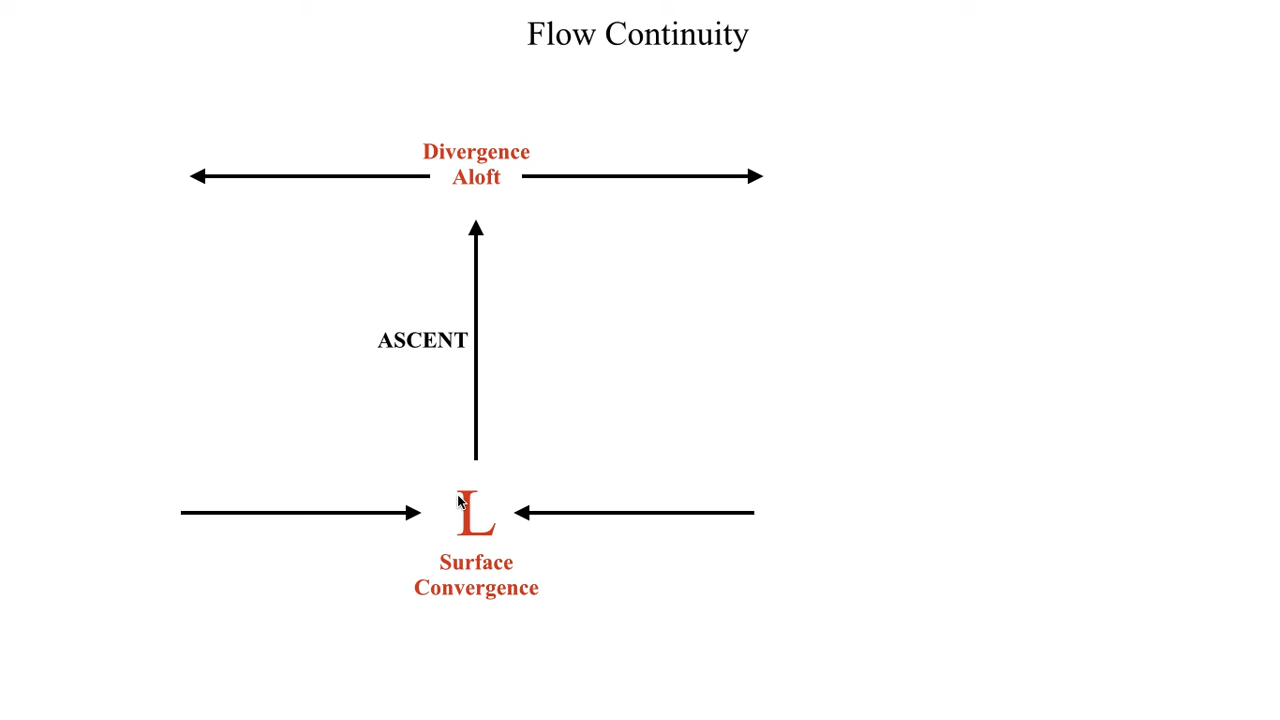 Flow Continuity
Divergence
Aloft
ASCENT
L
Surface
Convergence